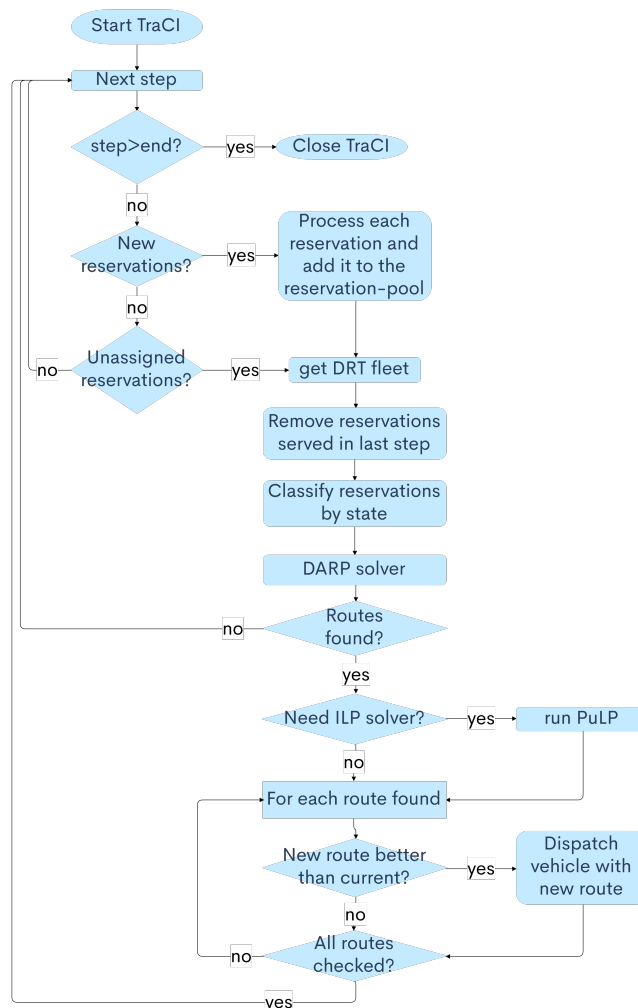 Start TraCI
Next step
step>end?
yes
Close TraCI
no
New
reservations?
yes
Process each
reservation and
add it to the
reservation-pool
no
Unassigned
reservations?
no
yes
get DRT fleet
Remove reservations
served in last step
Classify reservations
by state
DARP solver
Routes
found?
no
yes
Need ILP solver?
yes
run PuLP
no
For each route found
New route better
than current?
yes
Dispatch
vehicle with
new route
no
All routes
checked?
no
yes